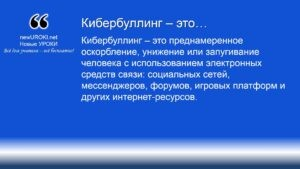 Кибербуллинг – это…
newUROKI.net
Новые УРОКИ
Всё для учителя – всё бесплатно!
Кибербуллинг – это преднамеренное
оскорбление, унижение или запугивание
человека с использованием электронных
средств связи: социальных сетей,
мессенджеров, форумов, игровых платформ и
других интернет-ресурсов.